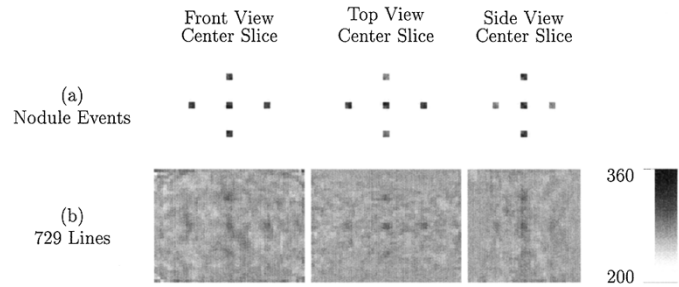 Front View
Center Slice
Top View
Center Slice
Side View
Center Slice
(a)
Nodule Events
(b)
729 Lines
360
200